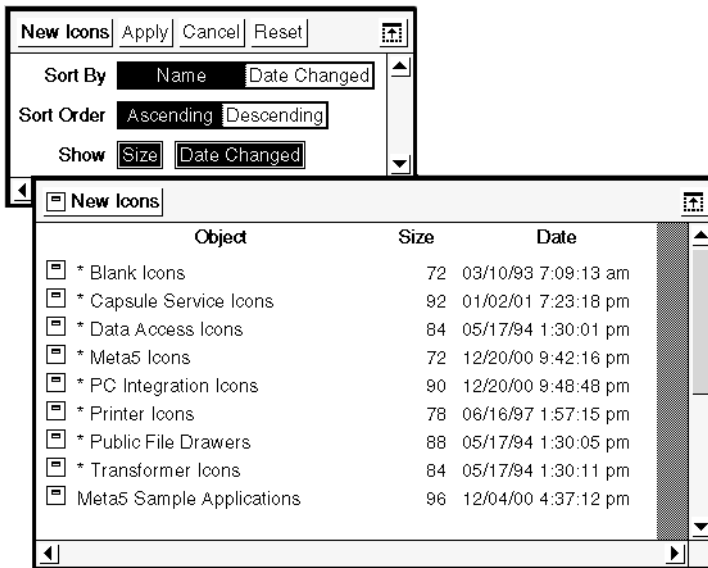 New Icons Apply Cancel Reset
Sort By Name Date Changed
Sort Order Ascending Descending
Show Size Date Changed
New Icons
Object Size Date
* Blank Icons 72 03/10/93 7:09:13 am
* Capsule Service Icons 92 01/02/01 7:23:18 pm
* Data Access Icons 84 05/17/94 1:30:01 pm
* Meta5 Icons 72 12/20/00 9:42:16 pm
* PC Integration Icons 90 12/20/00 9:48:48 pm
* Printer Icons 78 06/16/97 1:57:15 pm
* Public File Drawers 88 05/17/94 1:30:05 pm
* Transformer Icons 84 05/17/94 1:30:11 pm
Meta5 Sample Applications 96 12/04/00 4:37:12 pm